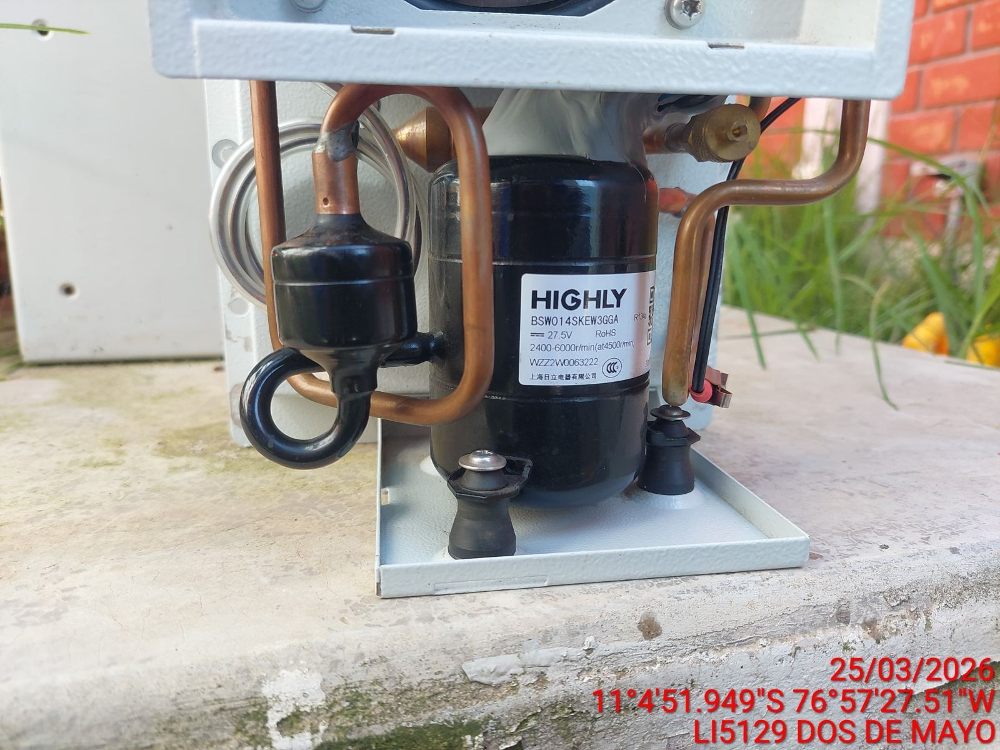 HIGHLY
BSW014SKEW3GGA
R134a
27.5V RoHS
2400-6000r/min(at4500r/min)
WZZ2W0063222
上海日立电器有限公司
25/03/2026
11°4'51.949"S 76°57'27.51"W
LI5129 DOS DE MAYO